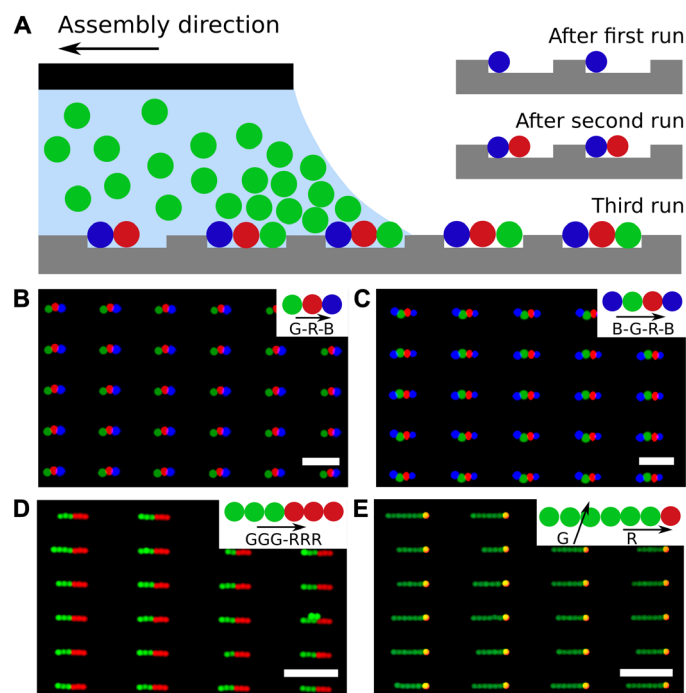 A
Assembly direction
After first run
After second run
Third run
B
G-R-B
C
B-G-R-B
D
GGG-RRR
E
G
R